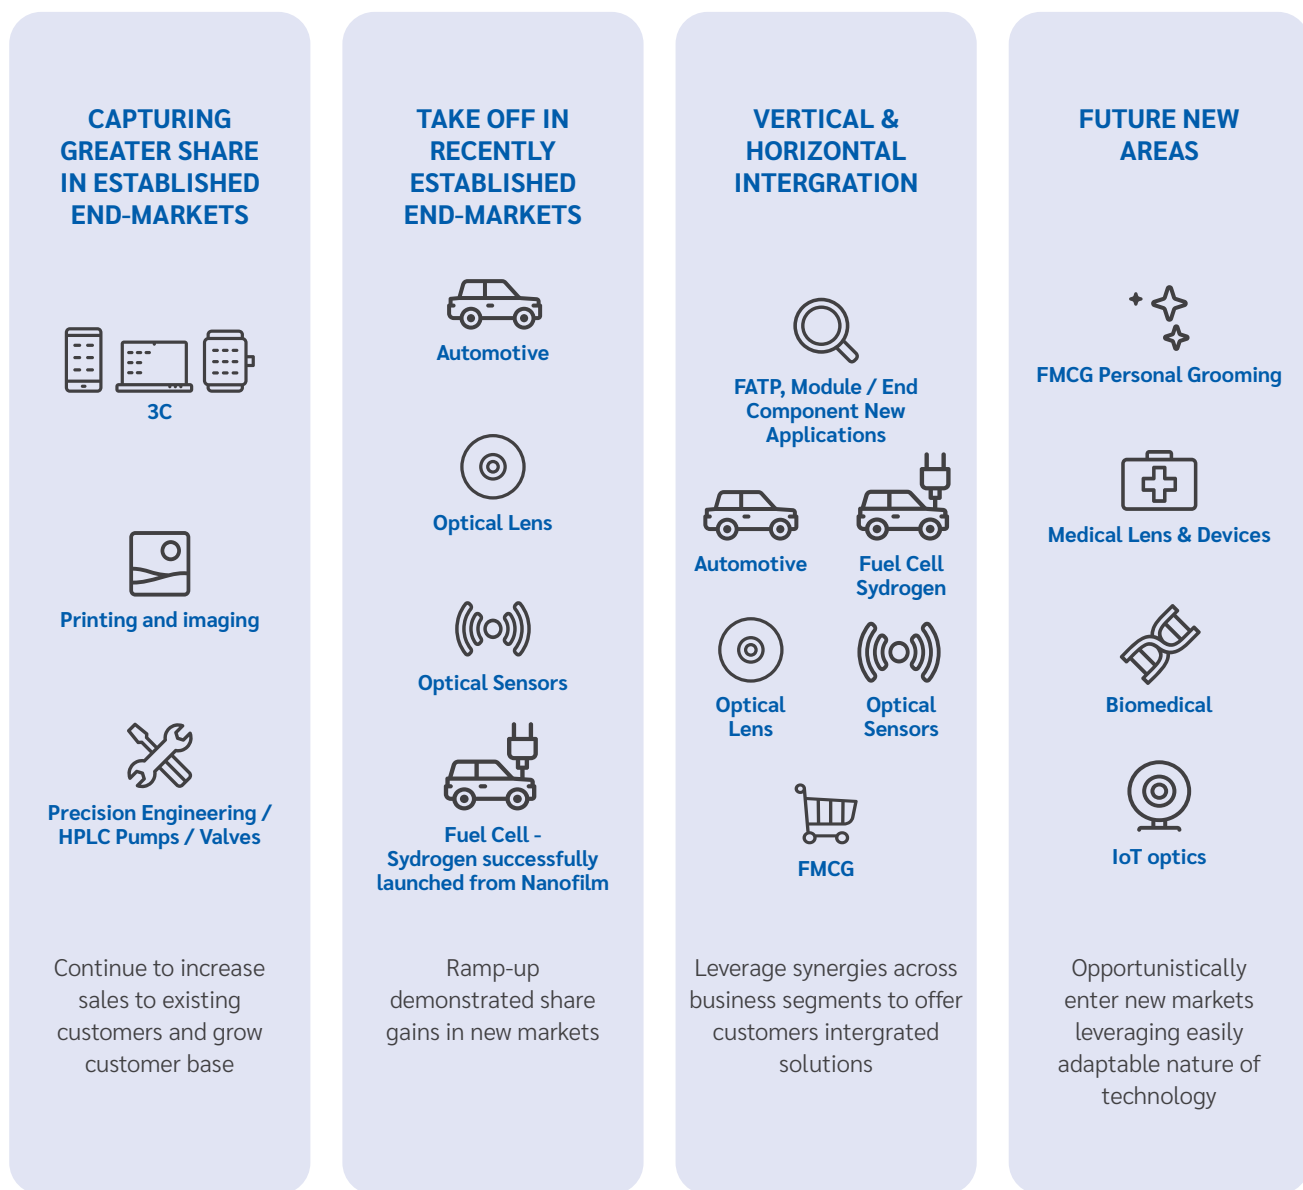 CAPTURING
GREATER SHARE
IN ESTABLISHED
END-MARKETS
3C
Printing and imaging
Precision Engineering /
HPLC Pumps / Valves
Continue to increase
sales to existing
customers and grow
customer base
TAKE OFF IN
RECENTLY
ESTABLISHED
END-MARKETS
Automotive
Optical Lens
Optical Sensors
Fuel Cell -
Sydrogen successfully
launched from Nanofilm
Ramp-up
demonstrated share
gains in new markets
VERTICAL &
HORIZONTAL
INTERGRATION
FATP, Module / End
Component New
Applications
Automotive
Fuel Cell
Sydrogen
Optical
Lens
Optical
Sensors
FMCG
Leverage synergies across
business segments to offer
customers intergrated
solutions
FUTURE NEW
AREAS
FMCG Personal Grooming
Medical Lens & Devices
Biomedical
IoT optics
Opportunistically
enter new markets
leveraging easily
adaptable nature of
technology